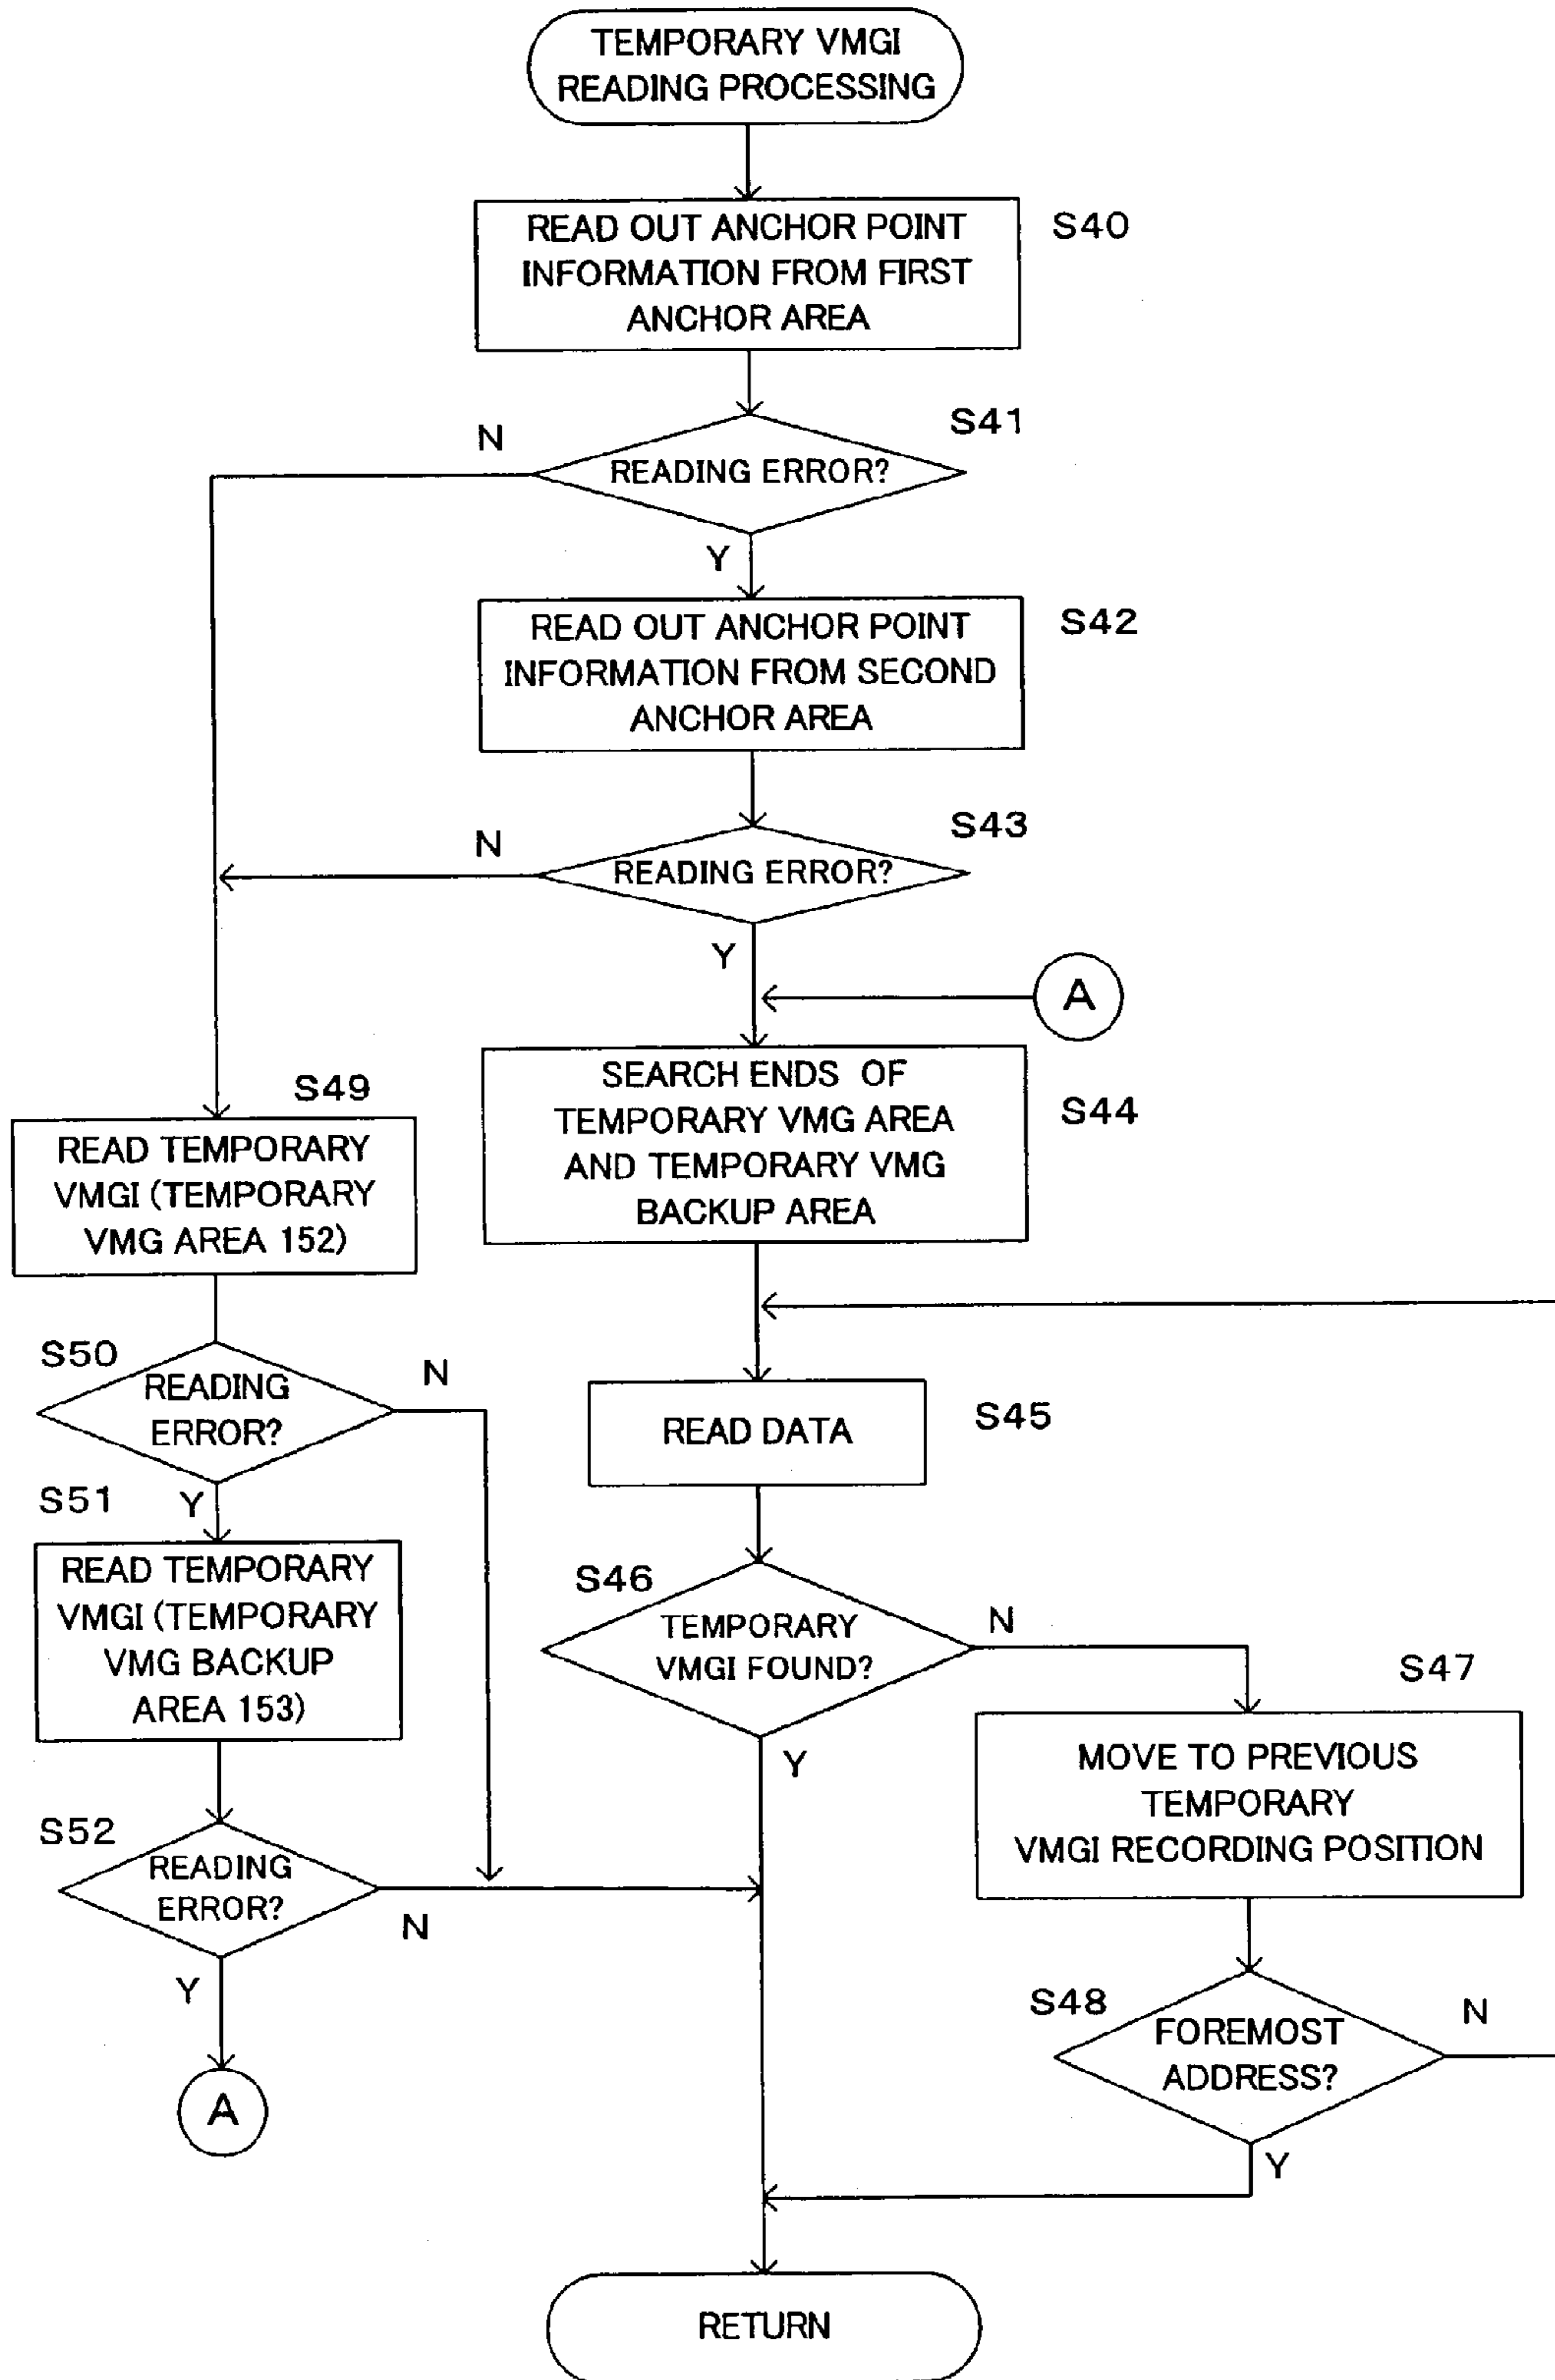 TEMPORARY VMGI
READING PROCESSING
READ OUT ANCHOR POINT
INFORMATION FROM FIRST
ANCHOR AREA
S40
S41
N
READING ERROR?
Y
READ OUT ANCHOR POINT
INFORMATION FROM SECOND
ANCHOR AREA
S42
S43
N
READING ERROR?
Y
A
SEARCH ENDS OF
TEMPORARY VMG AREA
AND TEMPORARY VMG
BACKUP AREA
S44
S49
READ TEMPORARY
VMGI (TEMPORARY
VMG AREA 152)
S50
READING
ERROR?
N
Y
S51
READ TEMPORARY
VMGI (TEMPORARY
VMG BACKUP
AREA 153)
S52
READING
ERROR?
N
Y
A
READ DATA
S45
S46
TEMPORARY
VMGI FOUND?
N
Y
S47
MOVE TO PREVIOUS
TEMPORARY
VMGI RECORDING POSITION
S48
FOREMOST
ADDRESS?
N
Y
RETURN